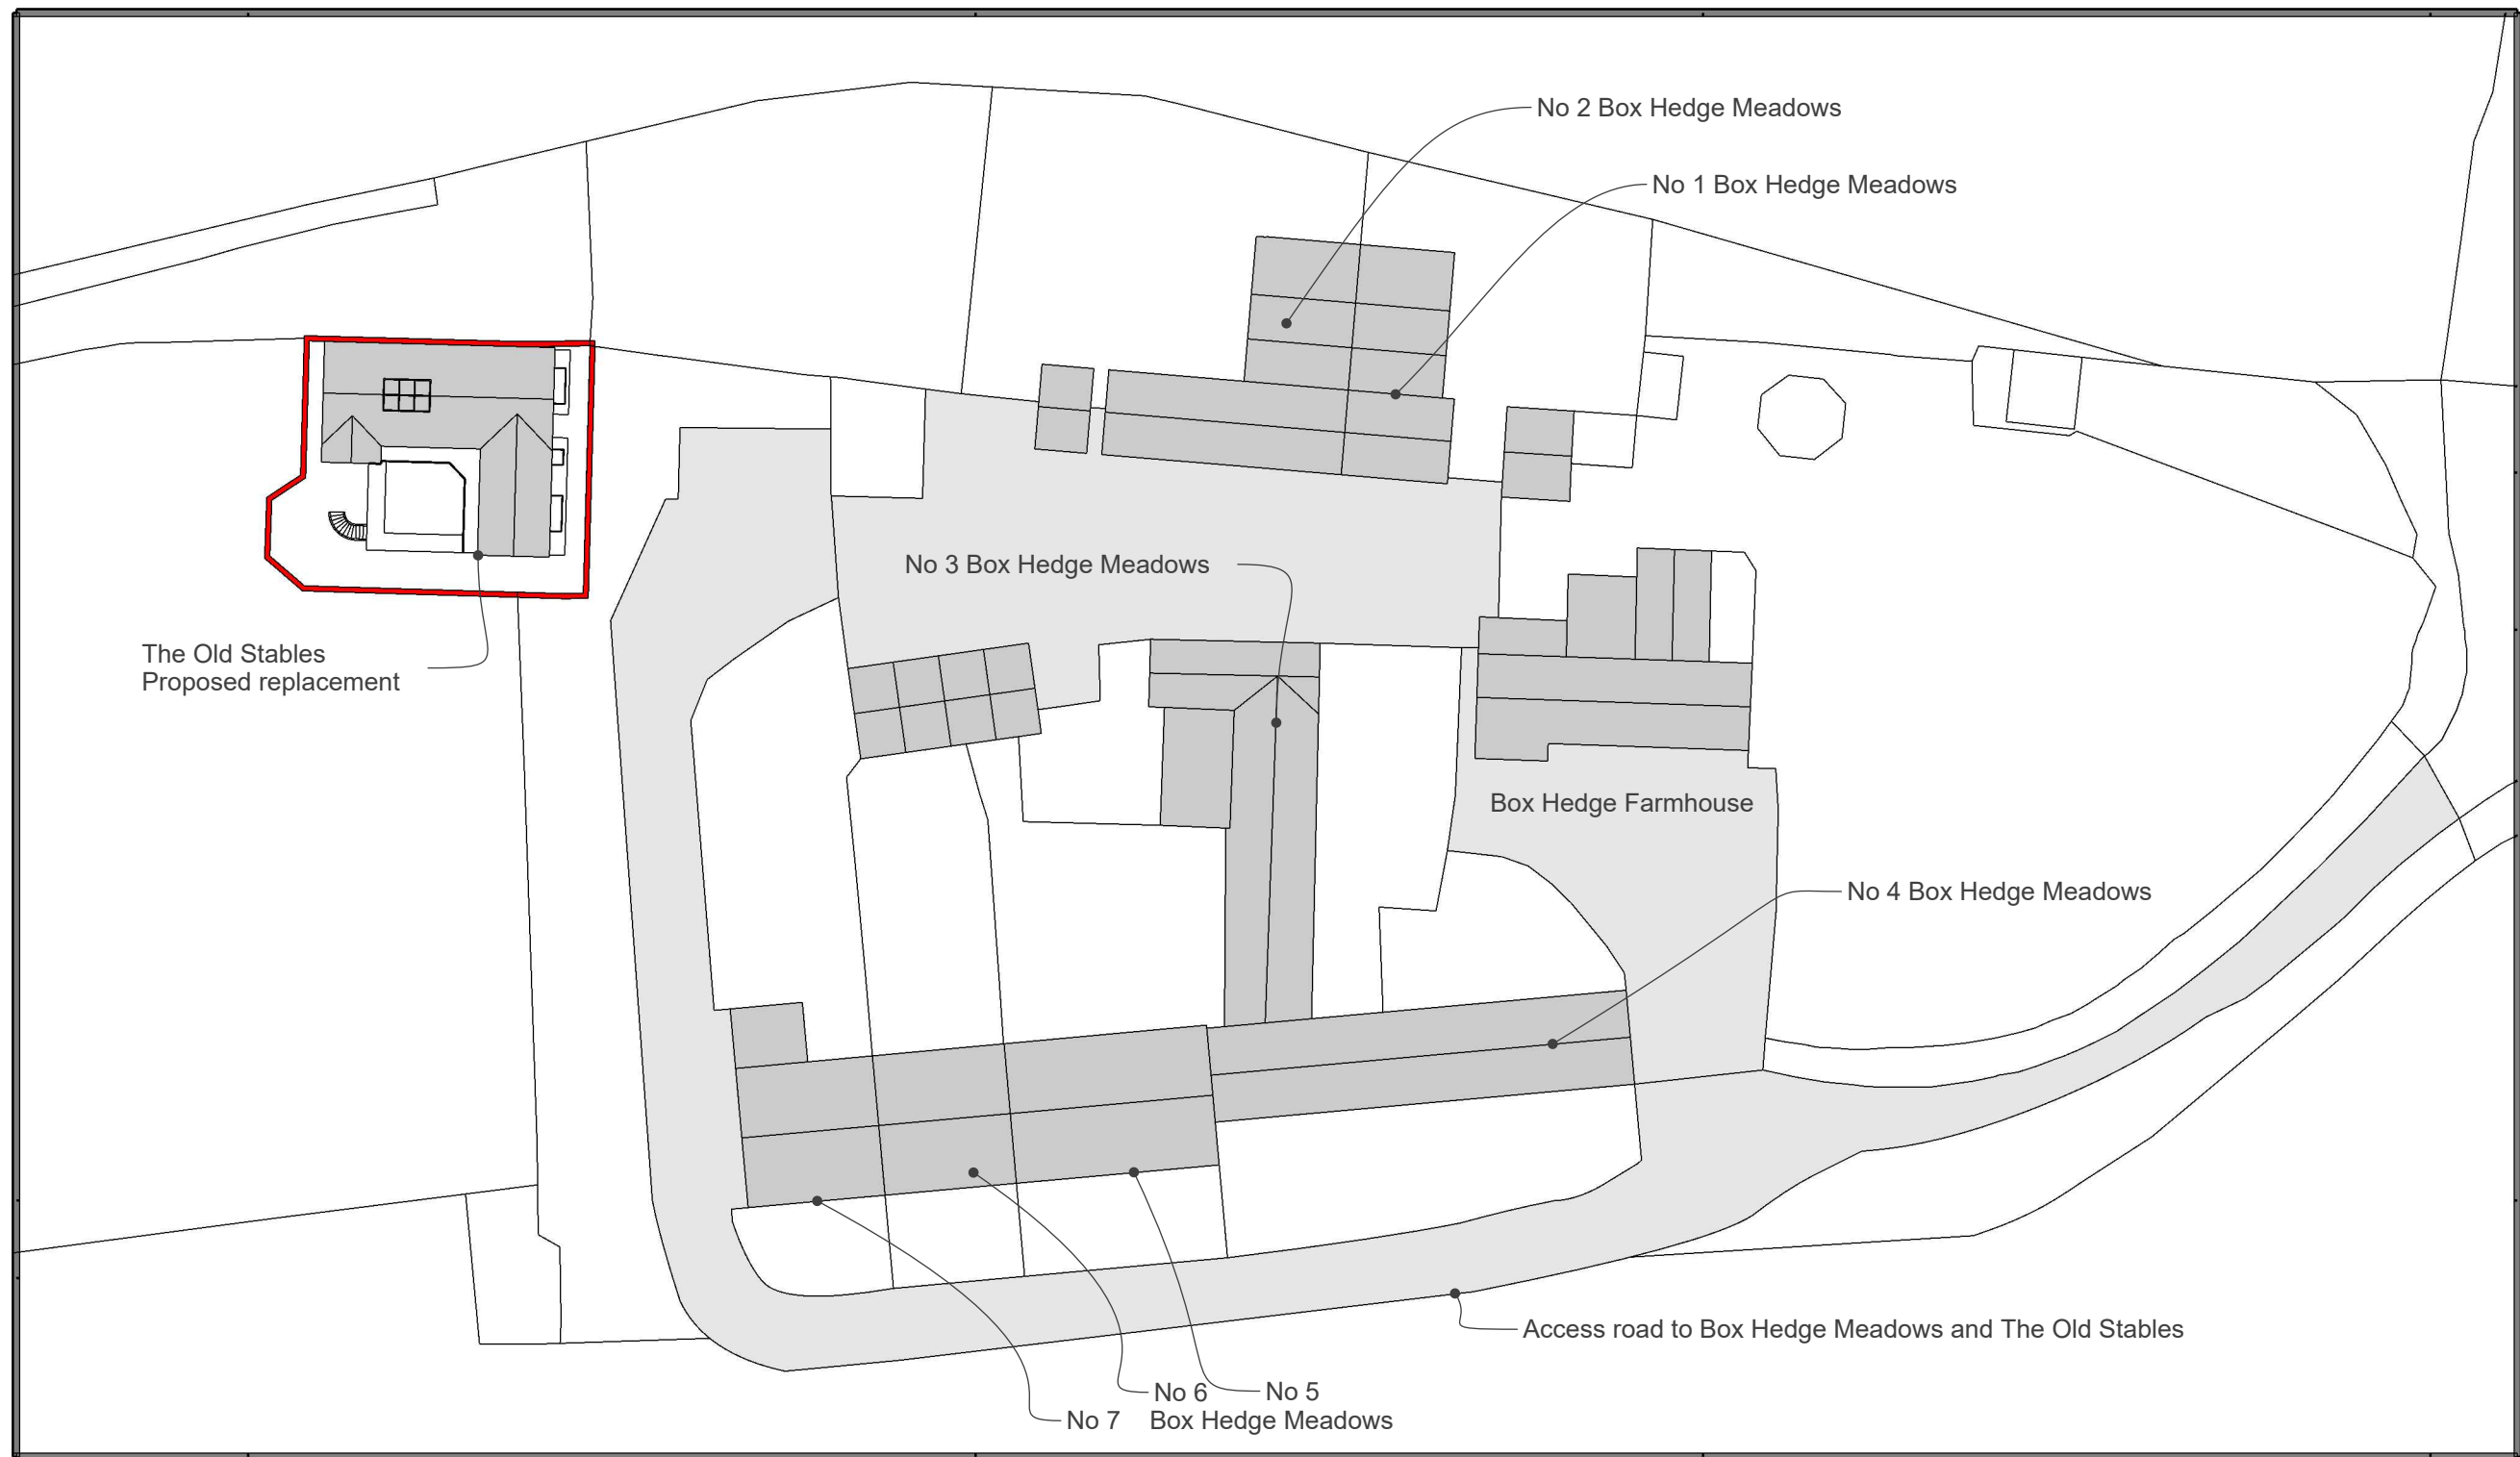 No 2 Box Hedge Meadows
No 1 Box Hedge Meadows
No 3 Box Hedge Meadows
The Old Stables
Proposed replacement
Box Hedge Farmhouse
No 4 Box Hedge Meadows
Access road to Box Hedge Meadows and The Old Stables
No 6
No 5
No 7
Box Hedge Meadows